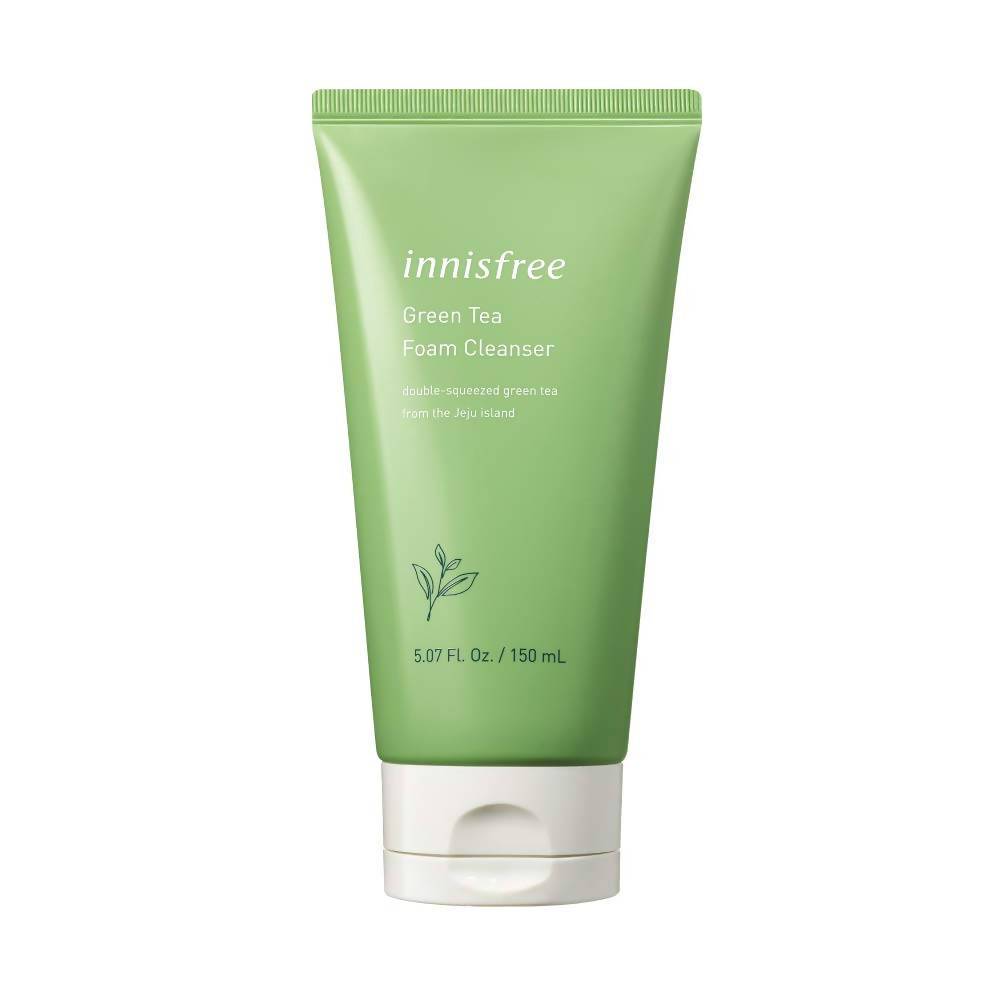 innisfree
Green Tea
Foam Cleanser
double-squeezed green tea
from the Jeju island
5.07 Fl. Oz. / 150 mL